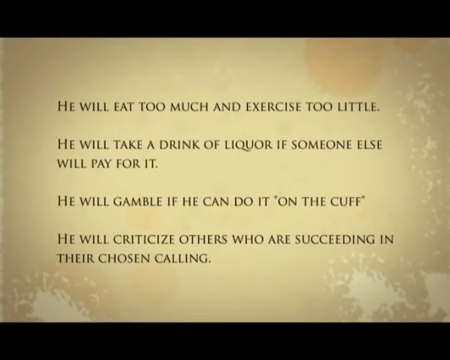 He will eat too much and exercise too little.
He will take a drink of liquor if someone else
will pay for it.
He will gamble if he can do it "on the cuff"
He will criticize others who are succeeding in
their chosen calling.